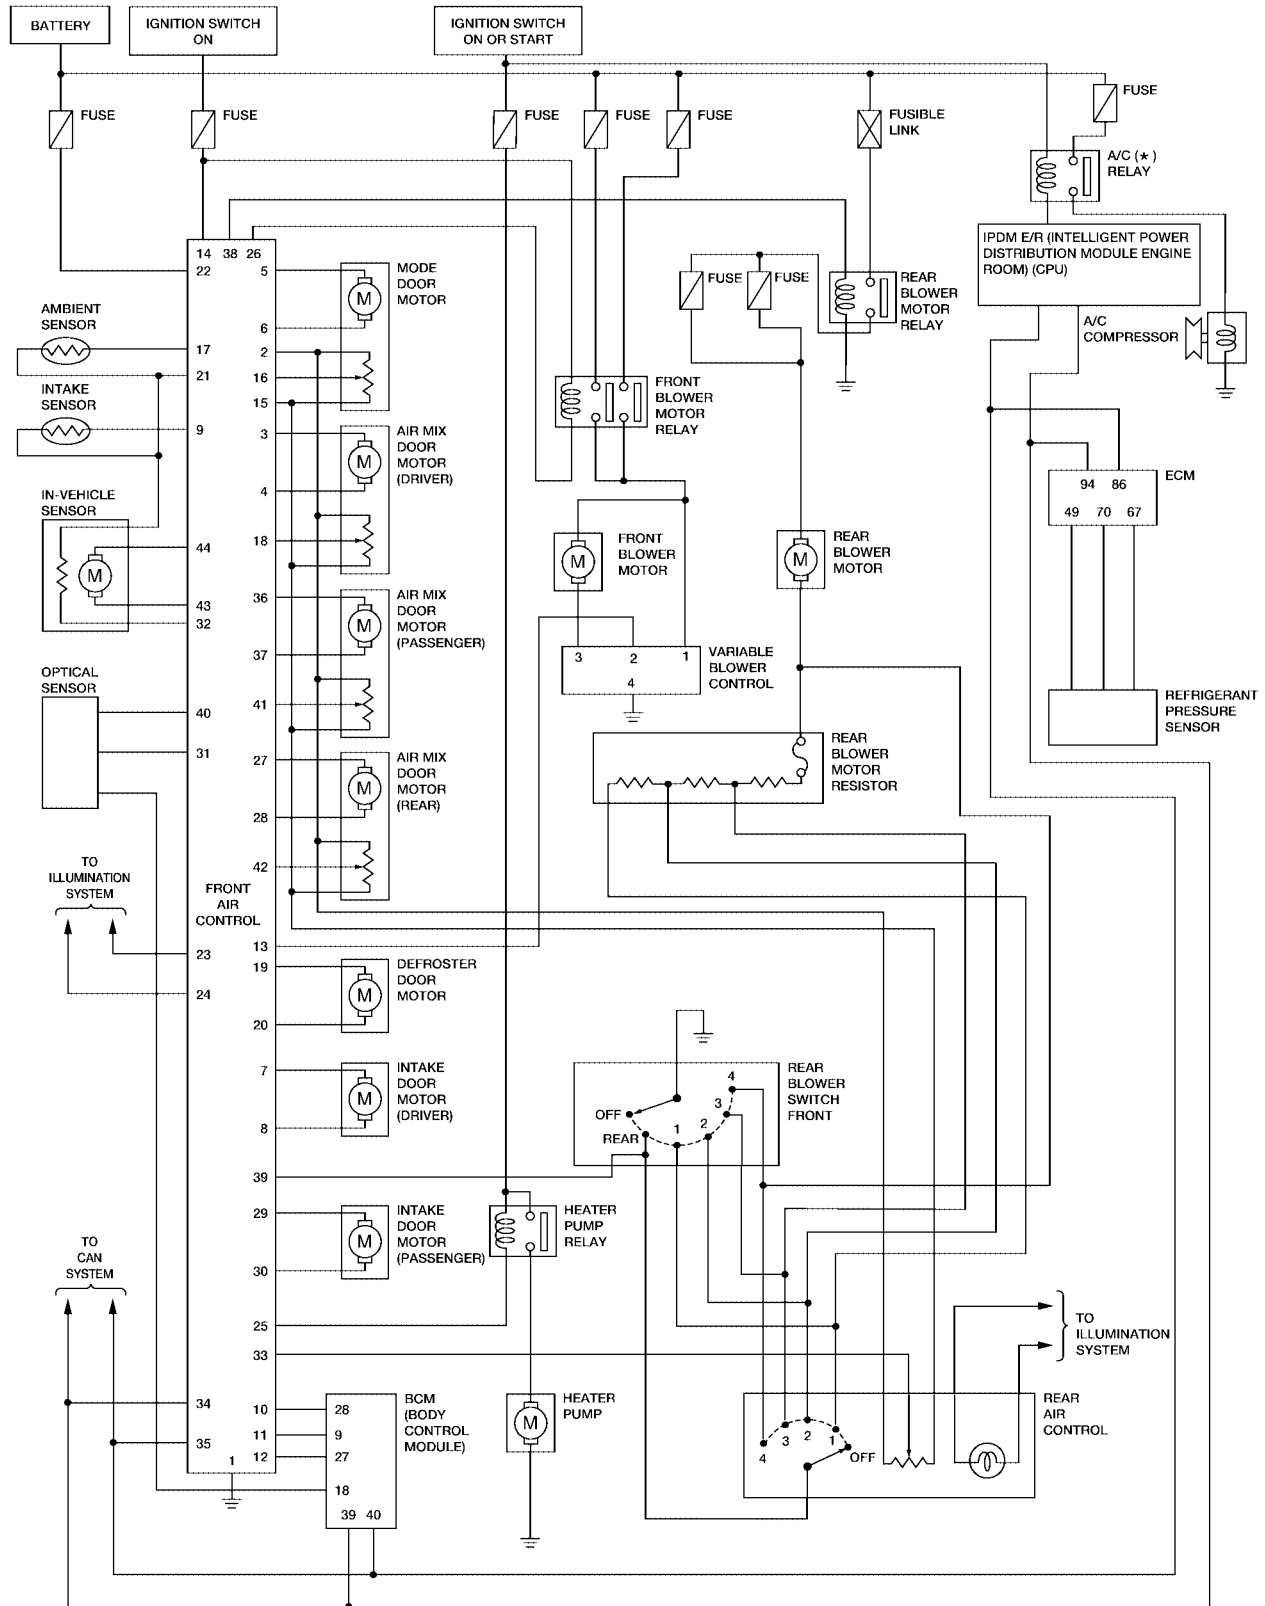 BATTERY
IGNITION SWITCH
ON
IGNITION SWITCH
ON OR START
FUSE
FUSE
FUSE
FUSE
FUSE
FUSIBLE
LINK
FUSE
A/C (*)
RELAY
IPDM E/R (INTELLIGENT POWER
DISTRIBUTION MODULE ENGINE
ROOM) (CPU)
A/C
COMPRESSOR
FUSE
FUSE
REAR
BLOWER
MOTOR
RELAY
14 38 26
22
5
MODE
DOOR
MOTOR
M
6
AMBIENT
SENSOR
17
2
21
16
INTAKE
SENSOR
15
9
3
AIR MIX
DOOR
MOTOR
(DRIVER)
M
4
FRONT
BLOWER
MOTOR
RELAY
ECM
94 86
49 70 67
IN-VEHICLE
SENSOR
M
44
18
43
32
FRONT
BLOWER
MOTOR
M
REAR
BLOWER
MOTOR
M
36
AIR MIX
DOOR
MOTOR
(PASSENGER)
M
37
3 2 1
4
VARIABLE
BLOWER
CONTROL
OPTICAL
SENSOR
40
41
31
REFRIGERANT
PRESSURE
SENSOR
27
AIR MIX
DOOR
MOTOR
(REAR)
M
28
REAR
BLOWER
MOTOR
RESISTOR
42
TO
ILLUMINATION
SYSTEM
FRONT
AIR
CONTROL
23
13
24
19
DEFROSTER
DOOR
MOTOR
M
20
7
INTAKE
DOOR
MOTOR
(DRIVER)
M
8
REAR
BLOWER
SWITCH
FRONT
4
3
2
1
OFF
REAR
39
29
INTAKE
DOOR
MOTOR
(PASSENGER)
M
30
HEATER
PUMP
RELAY
TO
CAN
SYSTEM
25
33
TO
ILLUMINATION
SYSTEM
34
35
10
11
12
1
28
9
27
18
39 40
BCM
(BODY
CONTROL
MODULE)
HEATER
PUMP
M
REAR
AIR
CONTROL
4 3 2 1
OFF